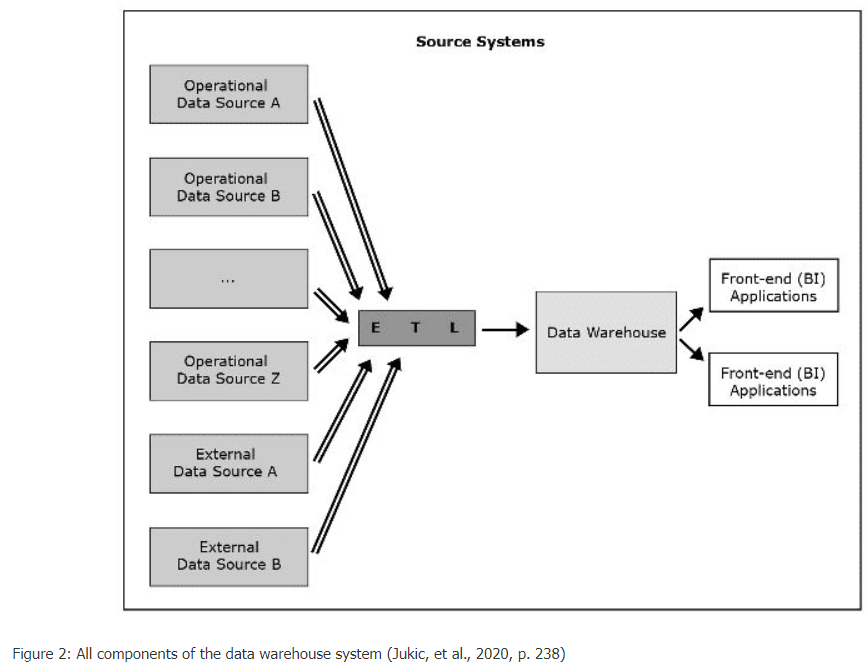 Source Systems
Operational
Data Source A
Operational
Data Source B
...
Operational
Data Source Z
External
Data Source A
External
Data Source B
E T L
Data Warehouse
Front-end (BI)
Applications
Front-end (BI)
Applications
Figure 2: All components of the data warehouse system (Jukic, et al., 2020, p. 238)